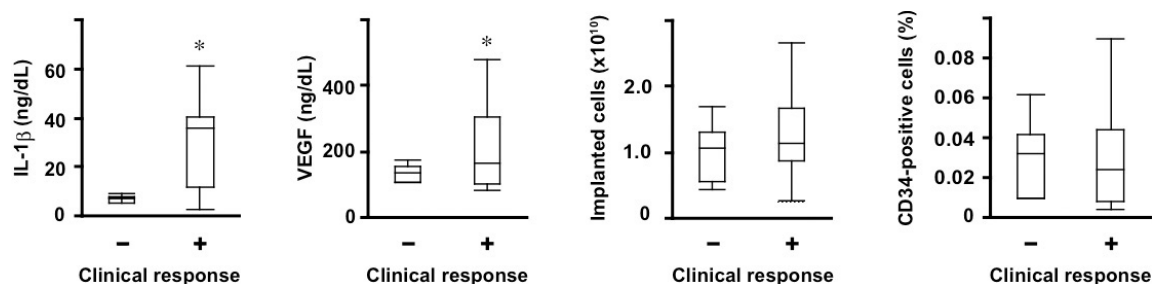 IL-1β (ng/dL)
60
40
20
0
*
− +
Clinical response
VEGF (ng/dL)
400
200
0
*
− +
Clinical response
Implanted cells (x10¹⁰)
2.0
1.0
0
− +
Clinical response
CD34-positive cells (%)
0.08
0.06
0.04
0.02
0
− +
Clinical response